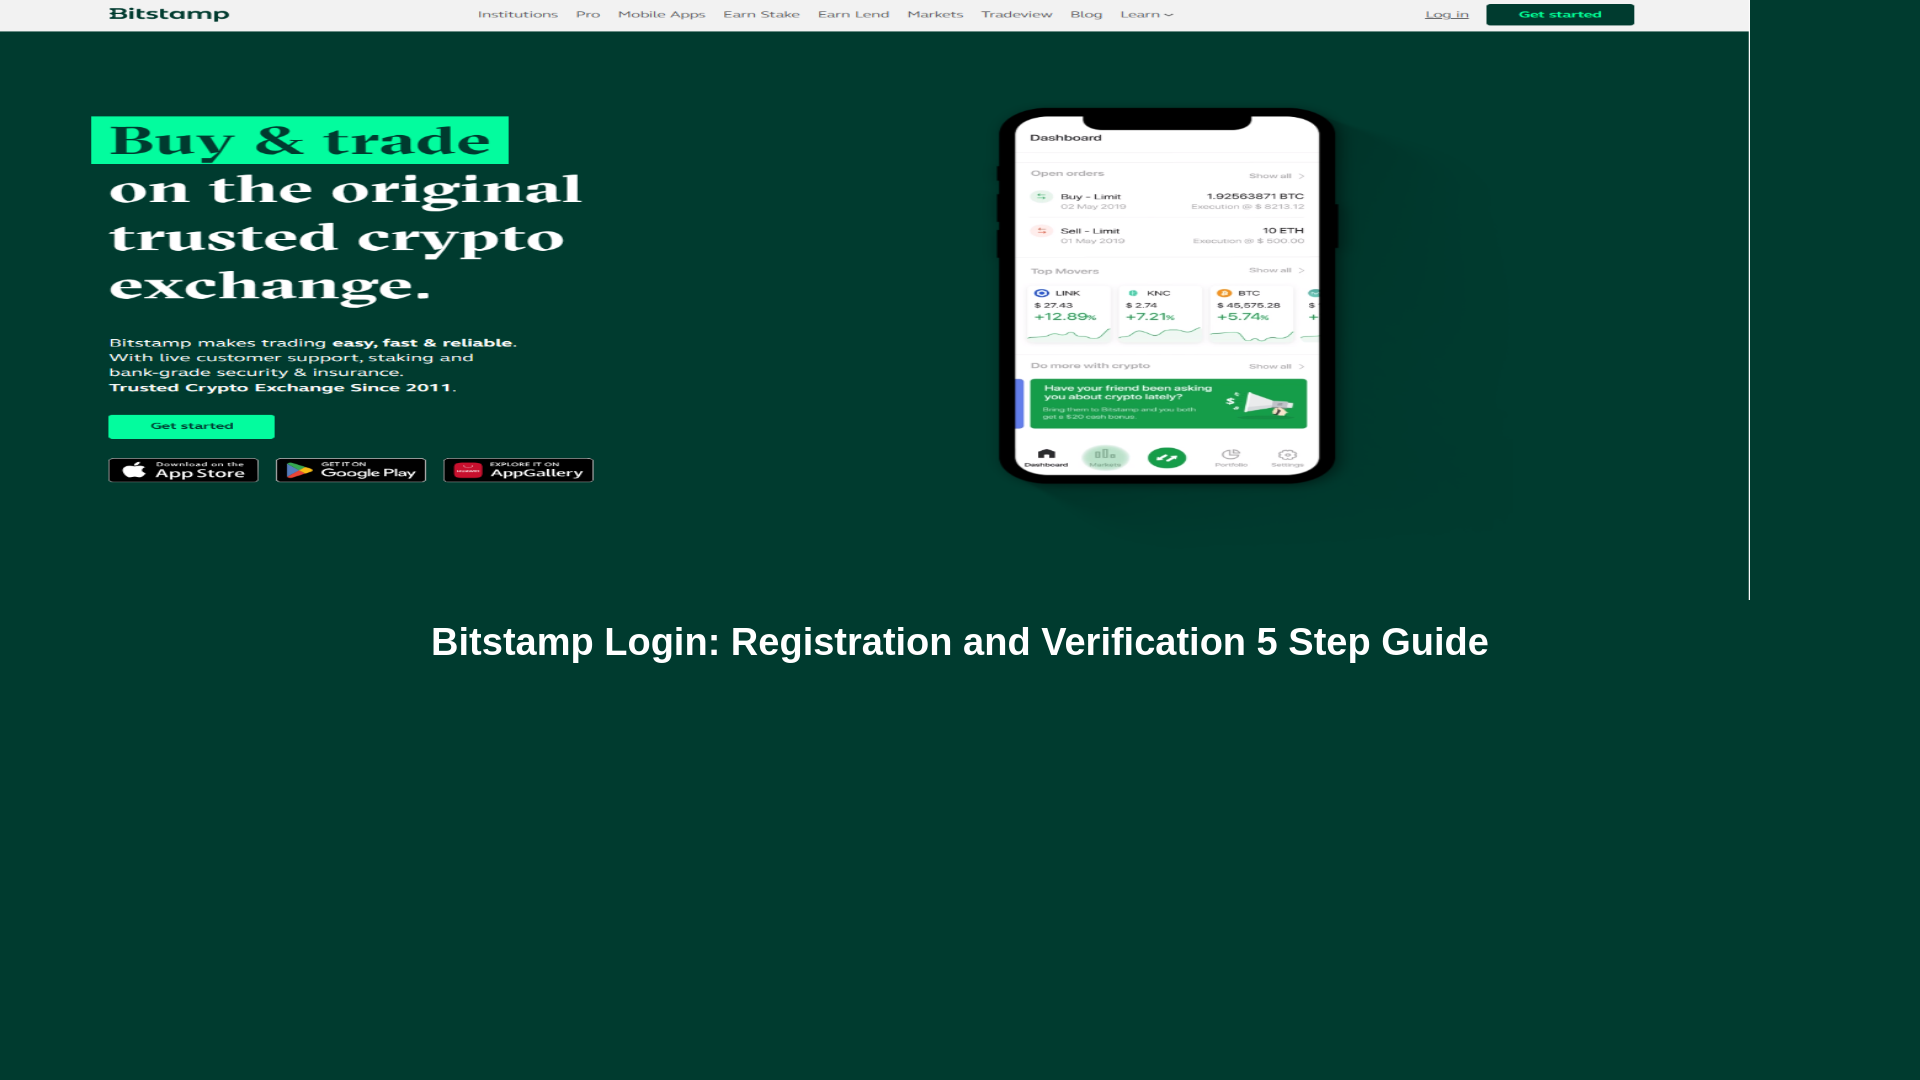 Bitstamp
Institutions Pro Mobile Apps Earn Stake Earn Lend Markets Tradeview Blog Learn
Log in Get started
Buy & trade
on the original
trusted crypto
exchange.
Bitstamp makes trading easy, fast & reliable.
With live customer support, staking and
bank-grade security & insurance.
Trusted Crypto Exchange Since 2011.
Get started
Download on the
App Store
GET IT ON
Google Play
EXPLORE IT ON
AppGallery
Dashboard
Open orders Show all
Buy - Limit 1.92563871 BTC
02 May 2019 Execution @ $ 8213.12
Sell - Limit 10 ETH
01 May 2019 Execution @ $ 500.00
Top Movers Show all
LINK KNC BTC
$ 27.43 $ 2.74 $ 45,575.28 $
+12.89% +7.21% +5.74% +
Do more with crypto Show all
Have your friend been asking
you about crypto lately?
Bring them to Bitstamp and you both
get a $20 cash bonus.
Dashboard Markets Portfolio Settings
Bitstamp Login: Registration and Verification 5 Step Guide